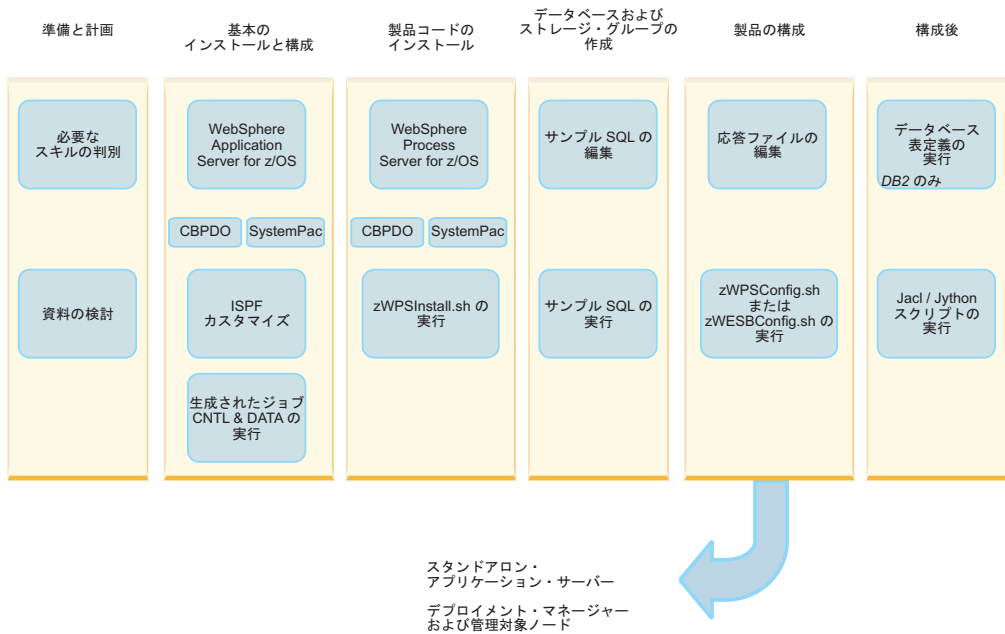 準備と計画
基本の
インストールと構成
製品コードの
インストール
データベースおよび
ストレージ・グループの
作成
製品の構成
構成後
必要な
スキルの判別
資料の検討
WebSphere
Application
Server for z/OS
CBPDO
SystemPac
ISPF
カスタマイズ
生成されたジョブ
CNTL & DATA の
実行
WebSphere
Process
Server for z/OS
CBPDO
SystemPac
zWPSInstall.sh の
実行
サンプル SQL の
編集
サンプル SQL の
実行
応答ファイルの
編集
zWPSConfig.sh
または
zWESBConfig.sh の
実行
データベース
表定義の
実行
DB2 のみ
Jacl / Jython
スクリプトの
実行
スタンドアロン・
アプリケーション・サーバー
デプロイメント・マネージャー
および管理対象ノード